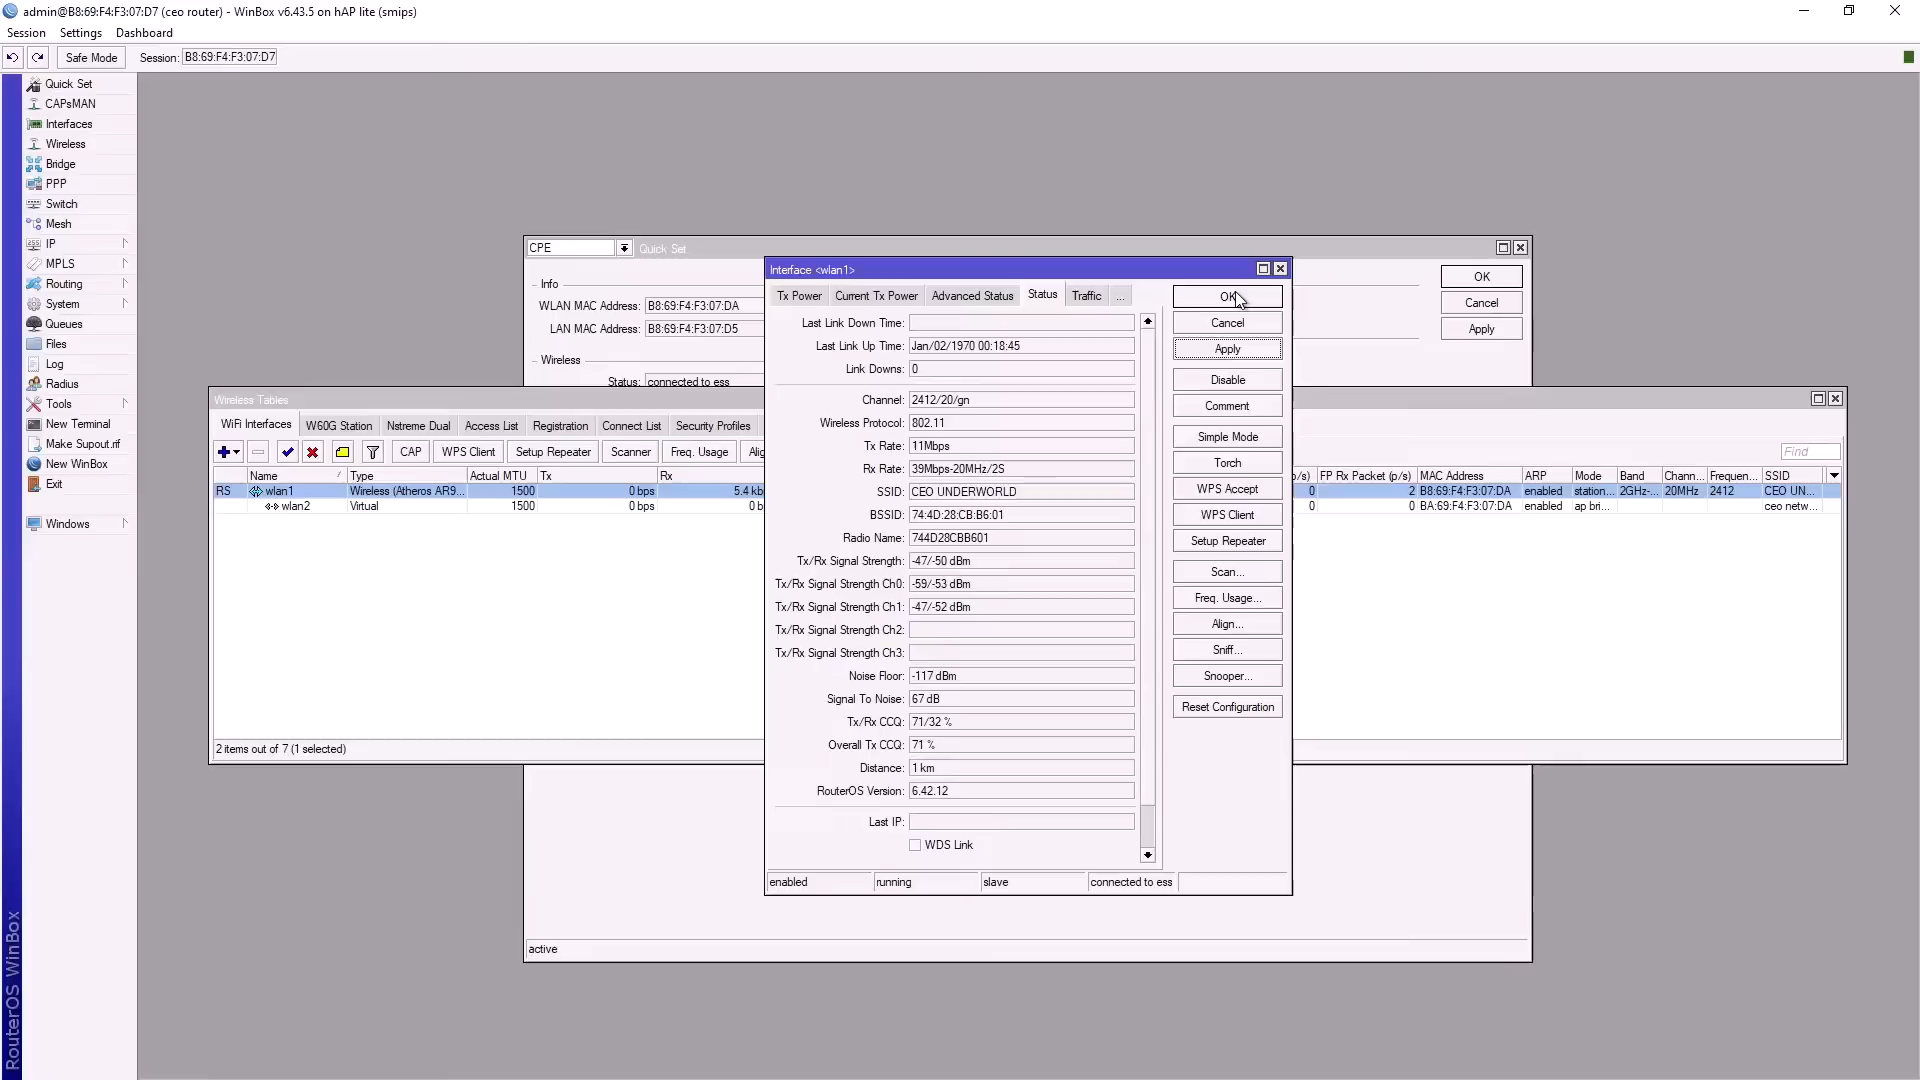 admin@B8:69:F4:F3:07:D7 (ceo router) - WinBox v6.43.5 on hAP lite (smips)
Session Settings Dashboard
Safe Mode Session: B8:69:F4:F3:07:D7
Quick Set
CAPsMAN
Interfaces
Wireless
Bridge
PPP
Switch
Mesh
IP
MPLS
Routing
System
Queues
Files
Log
Radius
Tools
New Terminal
Make Supout.rif
New WinBox
Exit
Windows
RouterOS WinBox
CPE Quick Set
Info
WLAN MAC Address: B8:69:F4:F3:07:DA
LAN MAC Address: B8:69:F4:F3:07:D5
Wireless
Status: connected to ess
OK
Cancel
Apply
active
Wireless Tables
WiFi Interfaces W60G Station Nstreme Dual Access List Registration Connect List Security Profiles
CAP WPS Client Setup Repeater Scanner Freq. Usage Find
Name Type Actual MTU Tx Rx FP Rx Packet (p/s) MAC Address ARP Mode Band Chann... Frequen... SSID
RS wlan1 Wireless (Atheros AR9... 1500 0 bps 5.4 kb 0 2 B8:69:F4:F3:07:DA enabled station... 2GHz-... 20MHz 2412 CEO UN...
wlan2 Virtual 1500 0 bps 0 b 0 0 BA:69:F4:F3:07:DA enabled ap bri... ceo netw...
2 items out of 7 (1 selected)
Interface <wlan1>
Tx Power Current Tx Power Advanced Status Status Traffic ...
Last Link Down Time:
Last Link Up Time: Jan/02/1970 00:18:45
Link Downs: 0
Channel: 2412/20/gn
Wireless Protocol: 802.11
Tx Rate: 11Mbps
Rx Rate: 39Mbps-20MHz/2S
SSID: CEO UNDERWORLD
BSSID: 74:4D:28:CB:B6:01
Radio Name: 744D28CBB601
Tx/Rx Signal Strength: -47/-50 dBm
Tx/Rx Signal Strength Ch0: -59/-53 dBm
Tx/Rx Signal Strength Ch1: -47/-52 dBm
Tx/Rx Signal Strength Ch2:
Tx/Rx Signal Strength Ch3:
Noise Floor: -117 dBm
Signal To Noise: 67 dB
Tx/Rx CCQ: 71/32 %
Overall Tx CCQ: 71 %
Distance: 1 km
RouterOS Version: 6.42.12
Last IP:
WDS Link
OK
Cancel
Apply
Disable
Comment
Simple Mode
Torch
WPS Accept
WPS Client
Setup Repeater
Scan...
Freq. Usage...
Align...
Sniff...
Snooper...
Reset Configuration
enabled running slave connected to ess